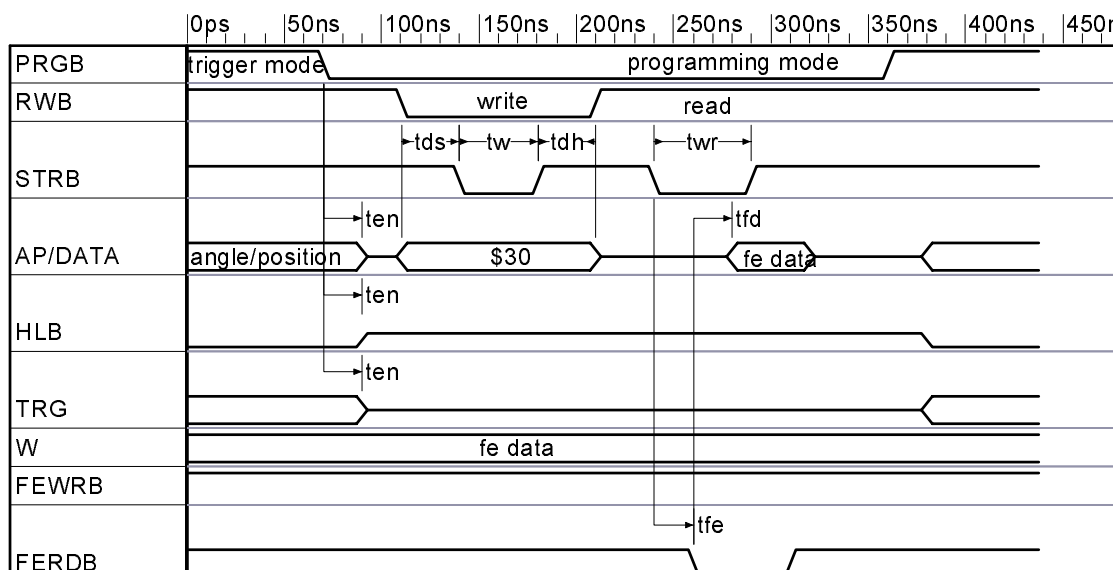 0ps 50ns 100ns 150ns 200ns 250ns 300ns 350ns 400ns 450n
PRGB trigger mode programming mode
RWB write read
tds tw tdh twr
STRB
ten tfd
AP/DATA angle/position $30 fe data
ten
HLB
ten
TRG
W fe data
FEWRB
tfe
FERDB